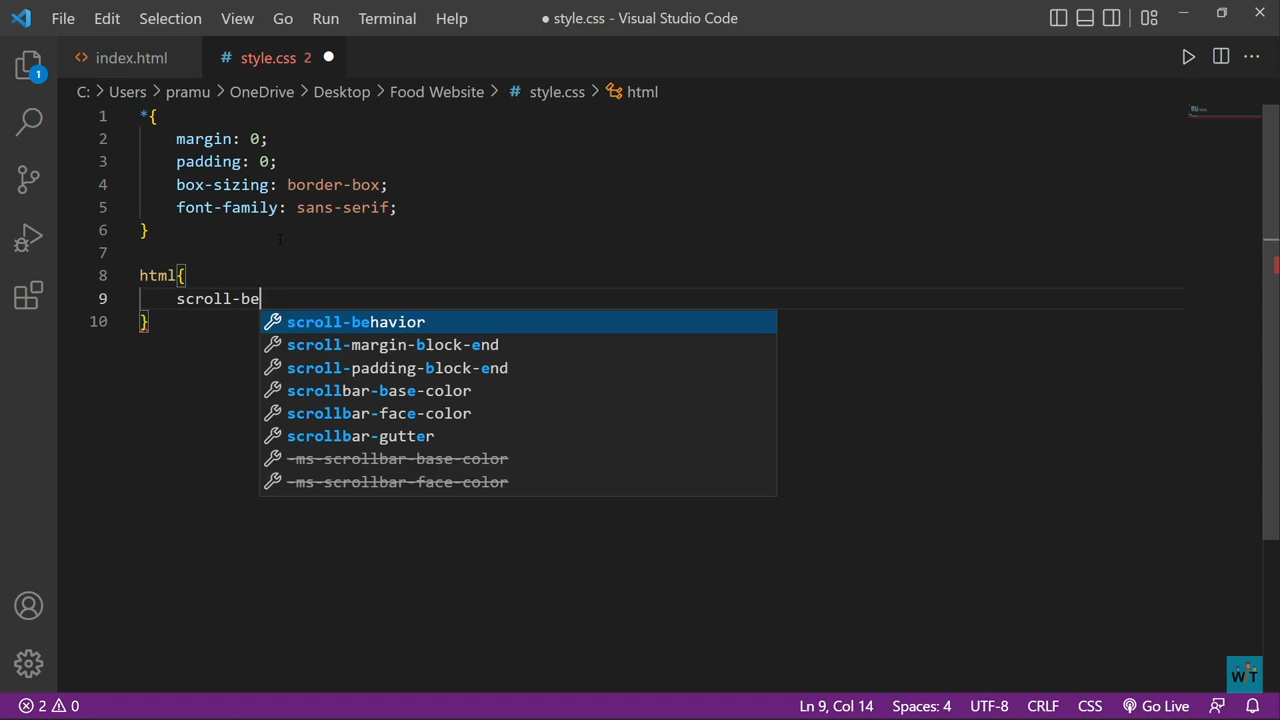 File Edit Selection View Go Run Terminal Help ● style.css - Visual Studio Code
<> index.html # style.css 2 ●
C: > Users > pramu > OneDrive > Desktop > Food Website > # style.css > html
1 *{
2 margin: 0;
3 padding: 0;
4 box-sizing: border-box;
5 font-family: sans-serif;
6 }
7
8 html{
9 scroll-be
10 }
scroll-behavior
scroll-margin-block-end
scroll-padding-block-end
scrollbar-base-color
scrollbar-face-color
scrollbar-gutter
-ms-scrollbar-base-color
-ms-scrollbar-face-color
1
WT
2 0 Ln 9, Col 14 Spaces: 4 UTF-8 CRLF CSS Go Live